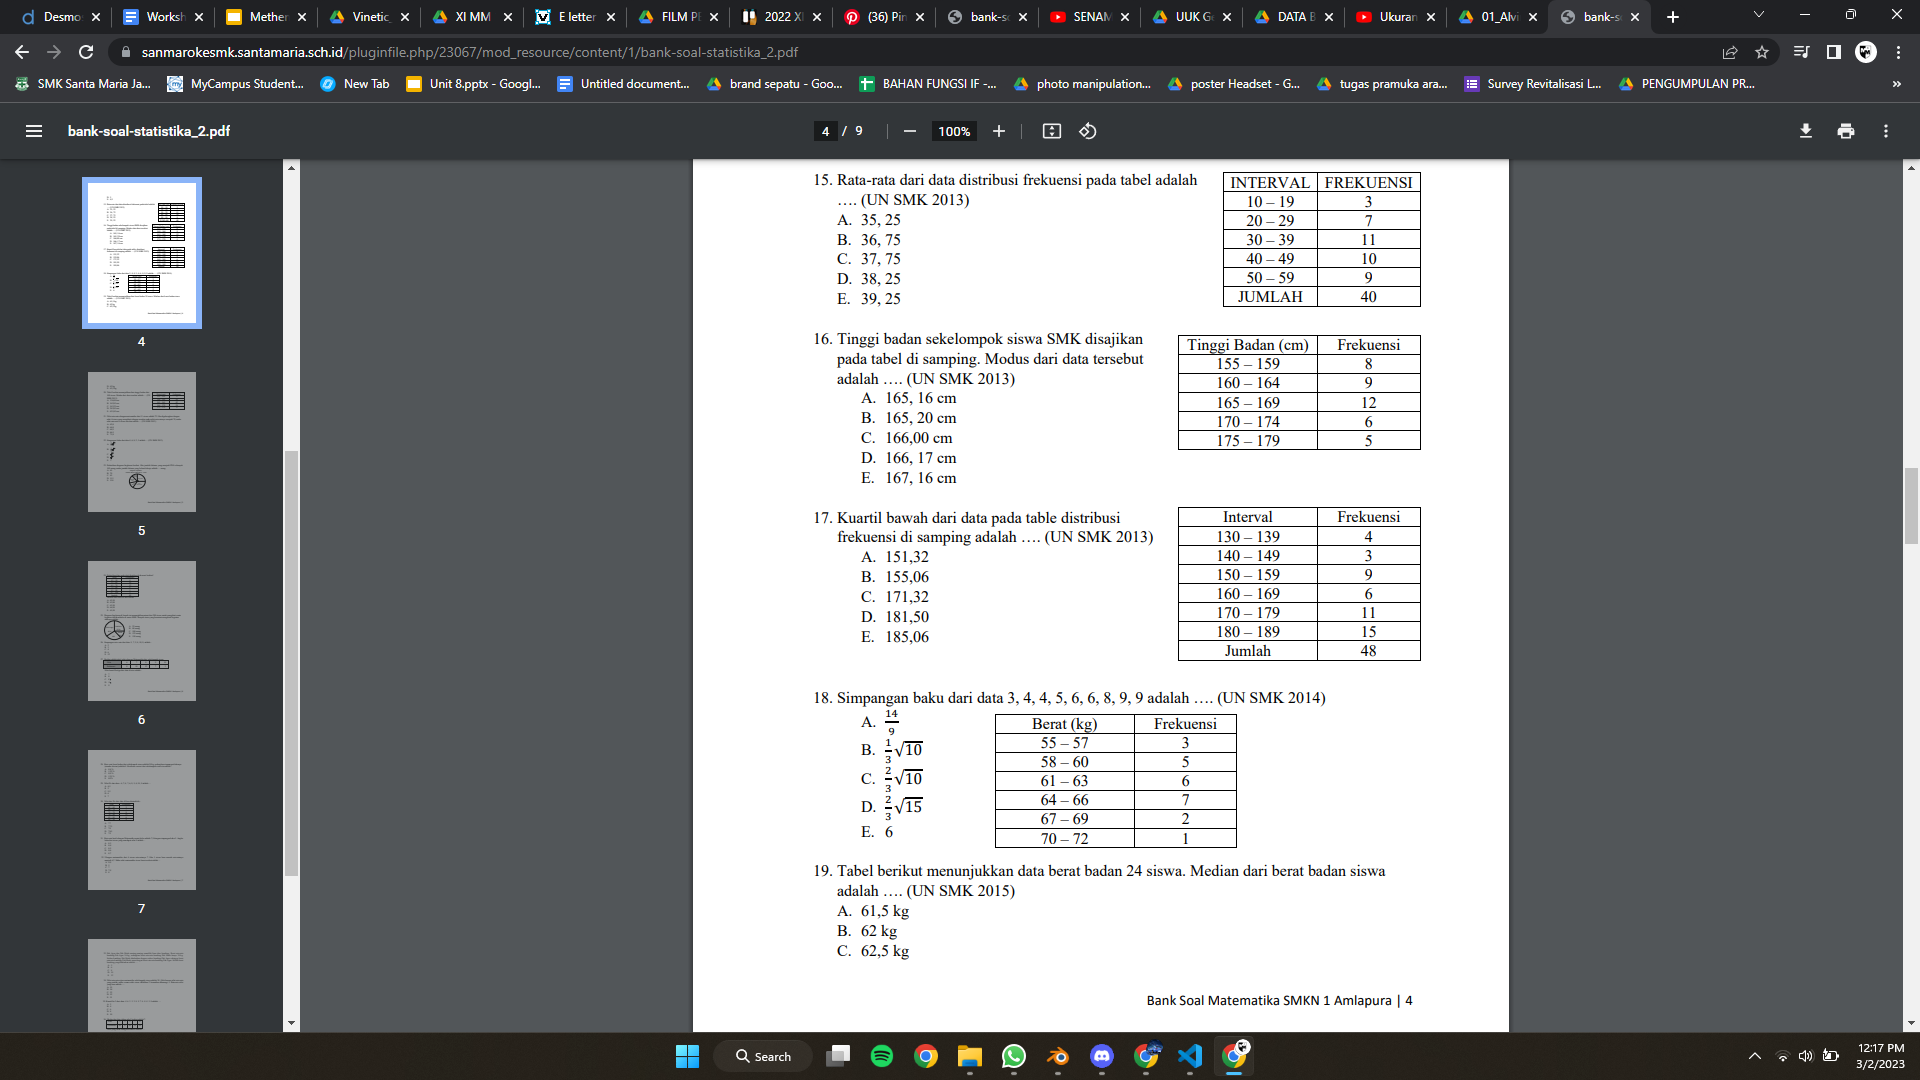 Desmo
Worksh
Mether
Vinetic
XI MM
E letter
FILM PE
2022 XI
(36) Pin
bank-so
SENAM
UUK Ge
DATA B
Ukuran
01_Alvi
bank-so
sanmarokesmk.santamaria.sch.id/pluginfile.php/23067/mod_resource/content/1/bank-soal-statistika_2.pdf
SMK Santa Maria Ja...
MyCampus Student...
New Tab
Unit 8.pptx - Googl...
Untitled document...
brand sepatu - Goo...
BAHAN FUNGSI IF -...
photo manipulation...
poster Headset - G...
tugas pramuka ara...
Survey Revitalisasi L...
PENGUMPULAN PR...
bank-soal-statistika_2.pdf
4 / 9
100%
4
5
6
7
15. Rata-rata dari data distribusi frekuensi pada tabel adalah
…. (UN SMK 2013)
A. 35, 25
B. 36, 75
C. 37, 75
D. 38, 25
E. 39, 25
INTERVAL FREKUENSI
10 – 19 3
20 – 29 7
30 – 39 11
40 – 49 10
50 – 59 9
JUMLAH 40
16. Tinggi badan sekelompok siswa SMK disajikan
pada tabel di samping. Modus dari data tersebut
adalah …. (UN SMK 2013)
A. 165, 16 cm
B. 165, 20 cm
C. 166,00 cm
D. 166, 17 cm
E. 167, 16 cm
Tinggi Badan (cm) Frekuensi
155 – 159 8
160 – 164 9
165 – 169 12
170 – 174 6
175 – 179 5
17. Kuartil bawah dari data pada table distribusi
frekuensi di samping adalah …. (UN SMK 2013)
A. 151,32
B. 155,06
C. 171,32
D. 181,50
E. 185,06
Interval Frekuensi
130 – 139 4
140 – 149 3
150 – 159 9
160 – 169 6
170 – 179 11
180 – 189 15
Jumlah 48
18. Simpangan baku dari data 3, 4, 4, 5, 6, 6, 8, 9, 9 adalah …. (UN SMK 2014)
A. 14/9
B. 1/3 √10
C. 2/3 √10
D. 2/3 √15
E. 6
Berat (kg) Frekuensi
55 – 57 3
58 – 60 5
61 – 63 6
64 – 66 7
67 – 69 2
70 – 72 1
19. Tabel berikut menunjukkan data berat badan 24 siswa. Median dari berat badan siswa
adalah …. (UN SMK 2015)
A. 61,5 kg
B. 62 kg
C. 62,5 kg
Bank Soal Matematika SMKN 1 Amlapura | 4
Search
12:17 PM
3/2/2023